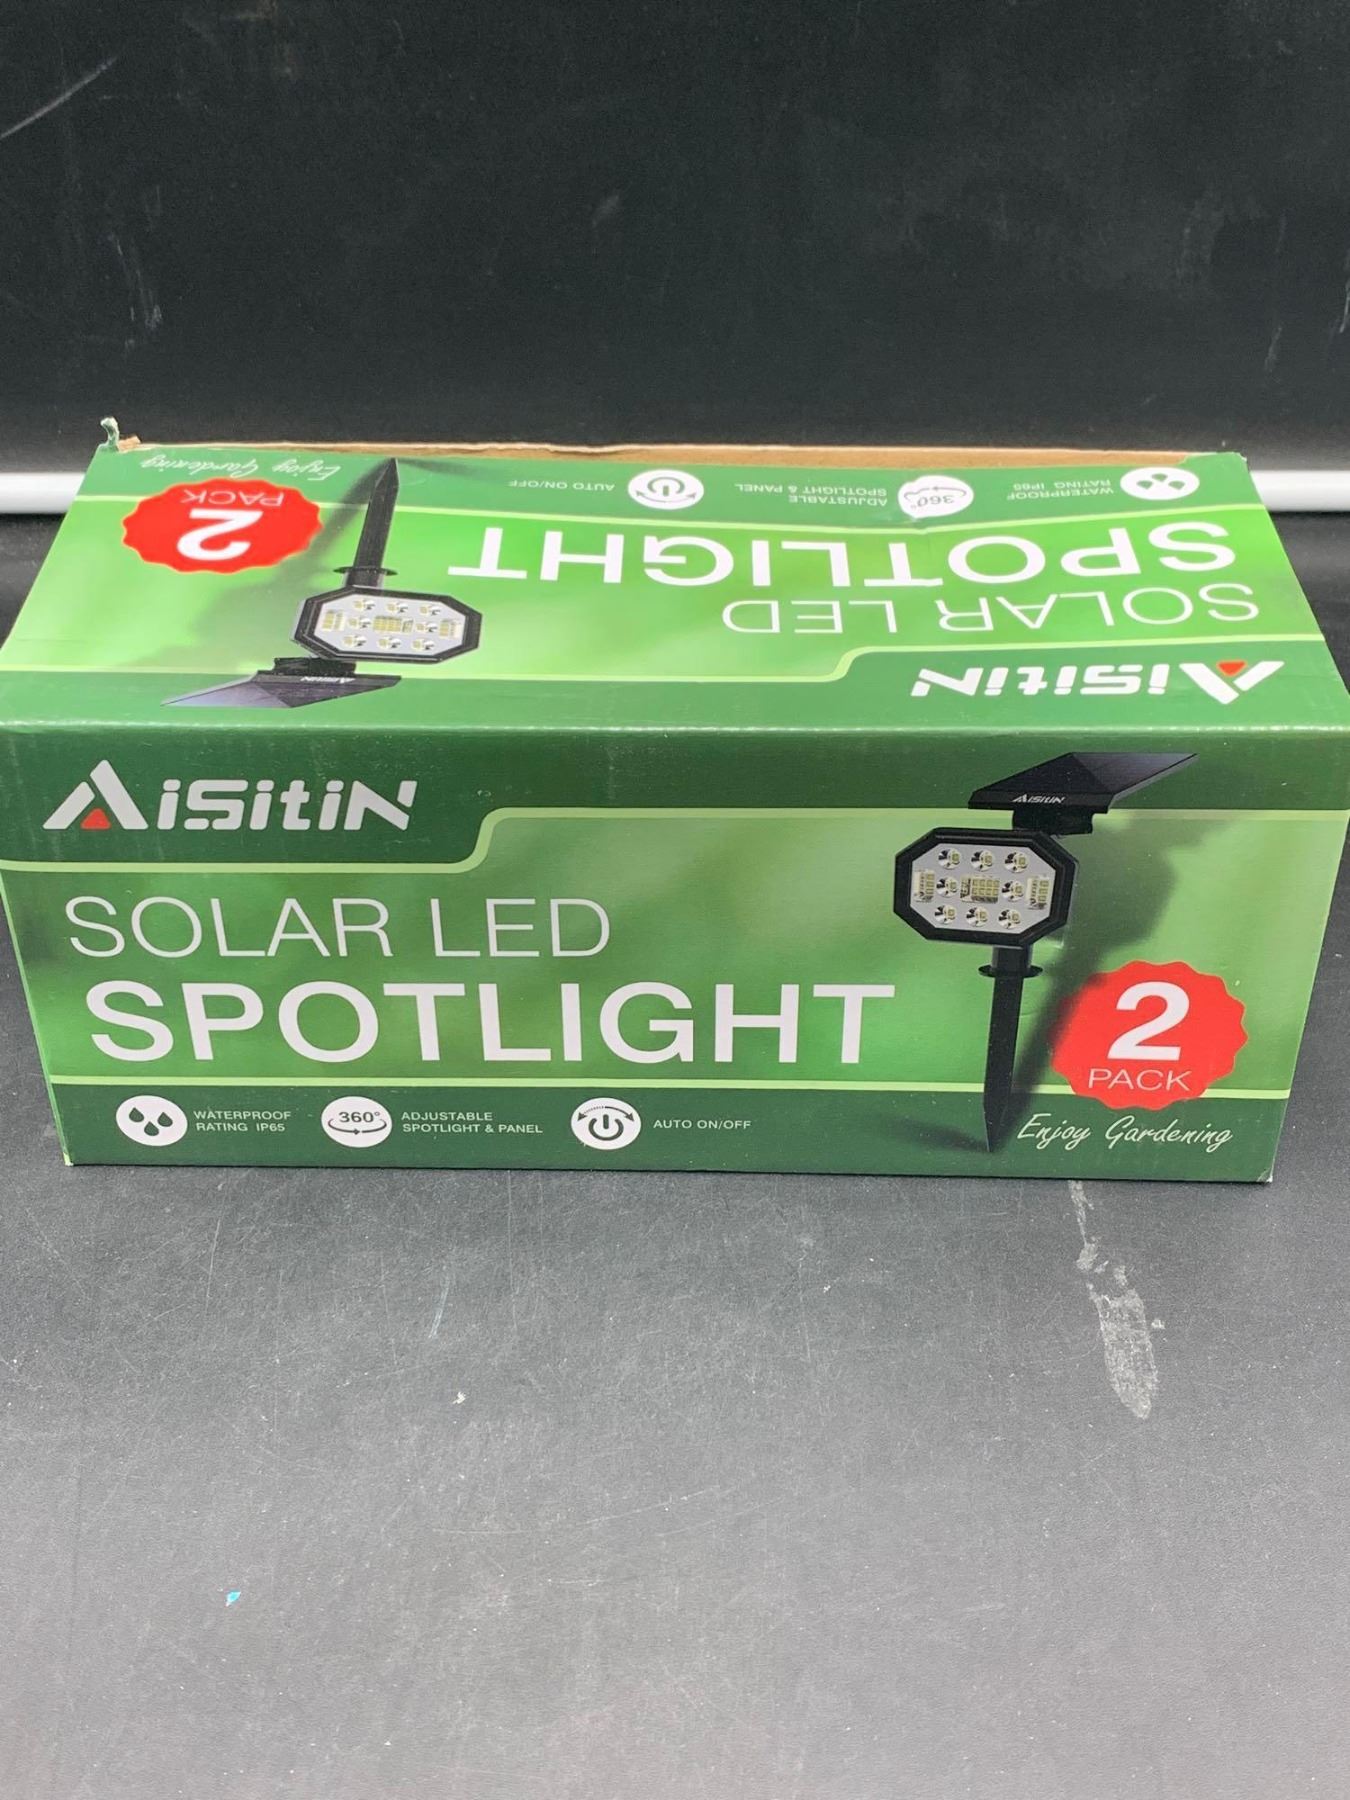 Enjoy Gardening
2
PACK
AUTO ON/OFF
360°
ADJUSTABLE
SPOTLIGHT & PANEL
WATERPROOF
RATING IP65
SPOTLIGHT
SOLAR LED
AISITIN
AISITIN
AISITIN
AISITIN
SOLAR LED
SPOTLIGHT
WATERPROOF
RATING IP65
360°
ADJUSTABLE
SPOTLIGHT & PANEL
AUTO ON/OFF
2
PACK
Enjoy Gardening